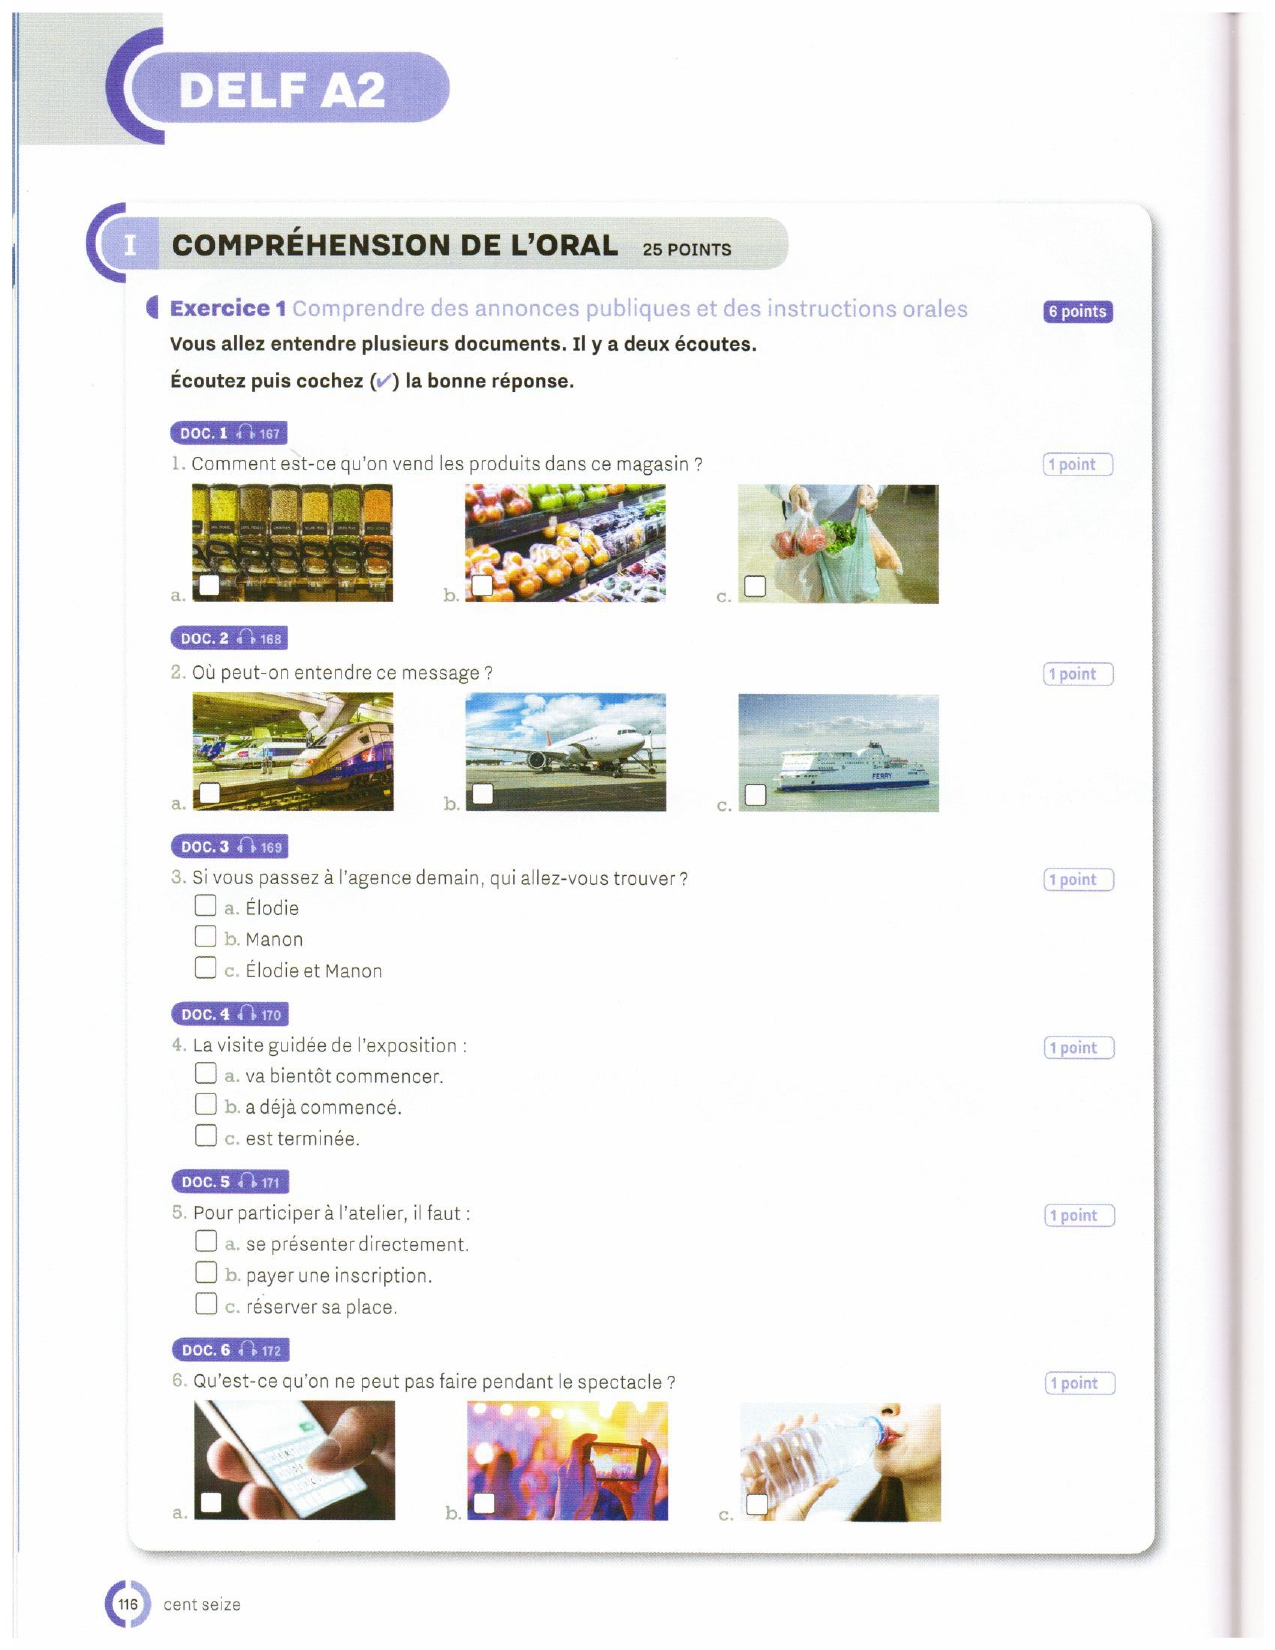 DELF A2
I COMPRÉHENSION DE L'ORAL 25 POINTS
Exercice 1 Comprendre des annonces publiques et des instructions orales 6 points
Vous allez entendre plusieurs documents. Il y a deux écoutes.
Écoutez puis cochez (✓) la bonne réponse.
DOC. 1 167
1. Comment est-ce qu'on vend les produits dans ce magasin ? 1 point
a. b. c.
DOC. 2 168
2. Où peut-on entendre ce message ? 1 point
FERRY
a. b. c.
DOC. 3 169
3. Si vous passez à l'agence demain, qui allez-vous trouver ? 1 point
a. Élodie
b. Manon
c. Élodie et Manon
DOC. 4 170
4. La visite guidée de l'exposition : 1 point
a. va bientôt commencer.
b. a déjà commencé.
c. est terminée.
DOC. 5 171
5. Pour participer à l'atelier, il faut : 1 point
a. se présenter directement.
b. payer une inscription.
c. réserver sa place.
DOC. 6 172
6. Qu'est-ce qu'on ne peut pas faire pendant le spectacle ? 1 point
a. b. c.
116 cent seize